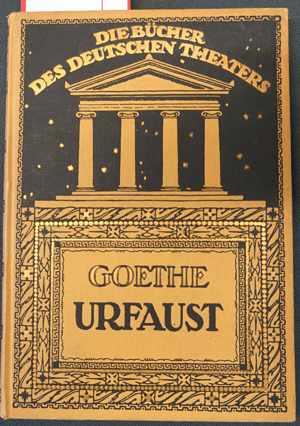 DIE BÜCHER
DES DEUTSCHEN THEATERS
GOETHE
URFAUST